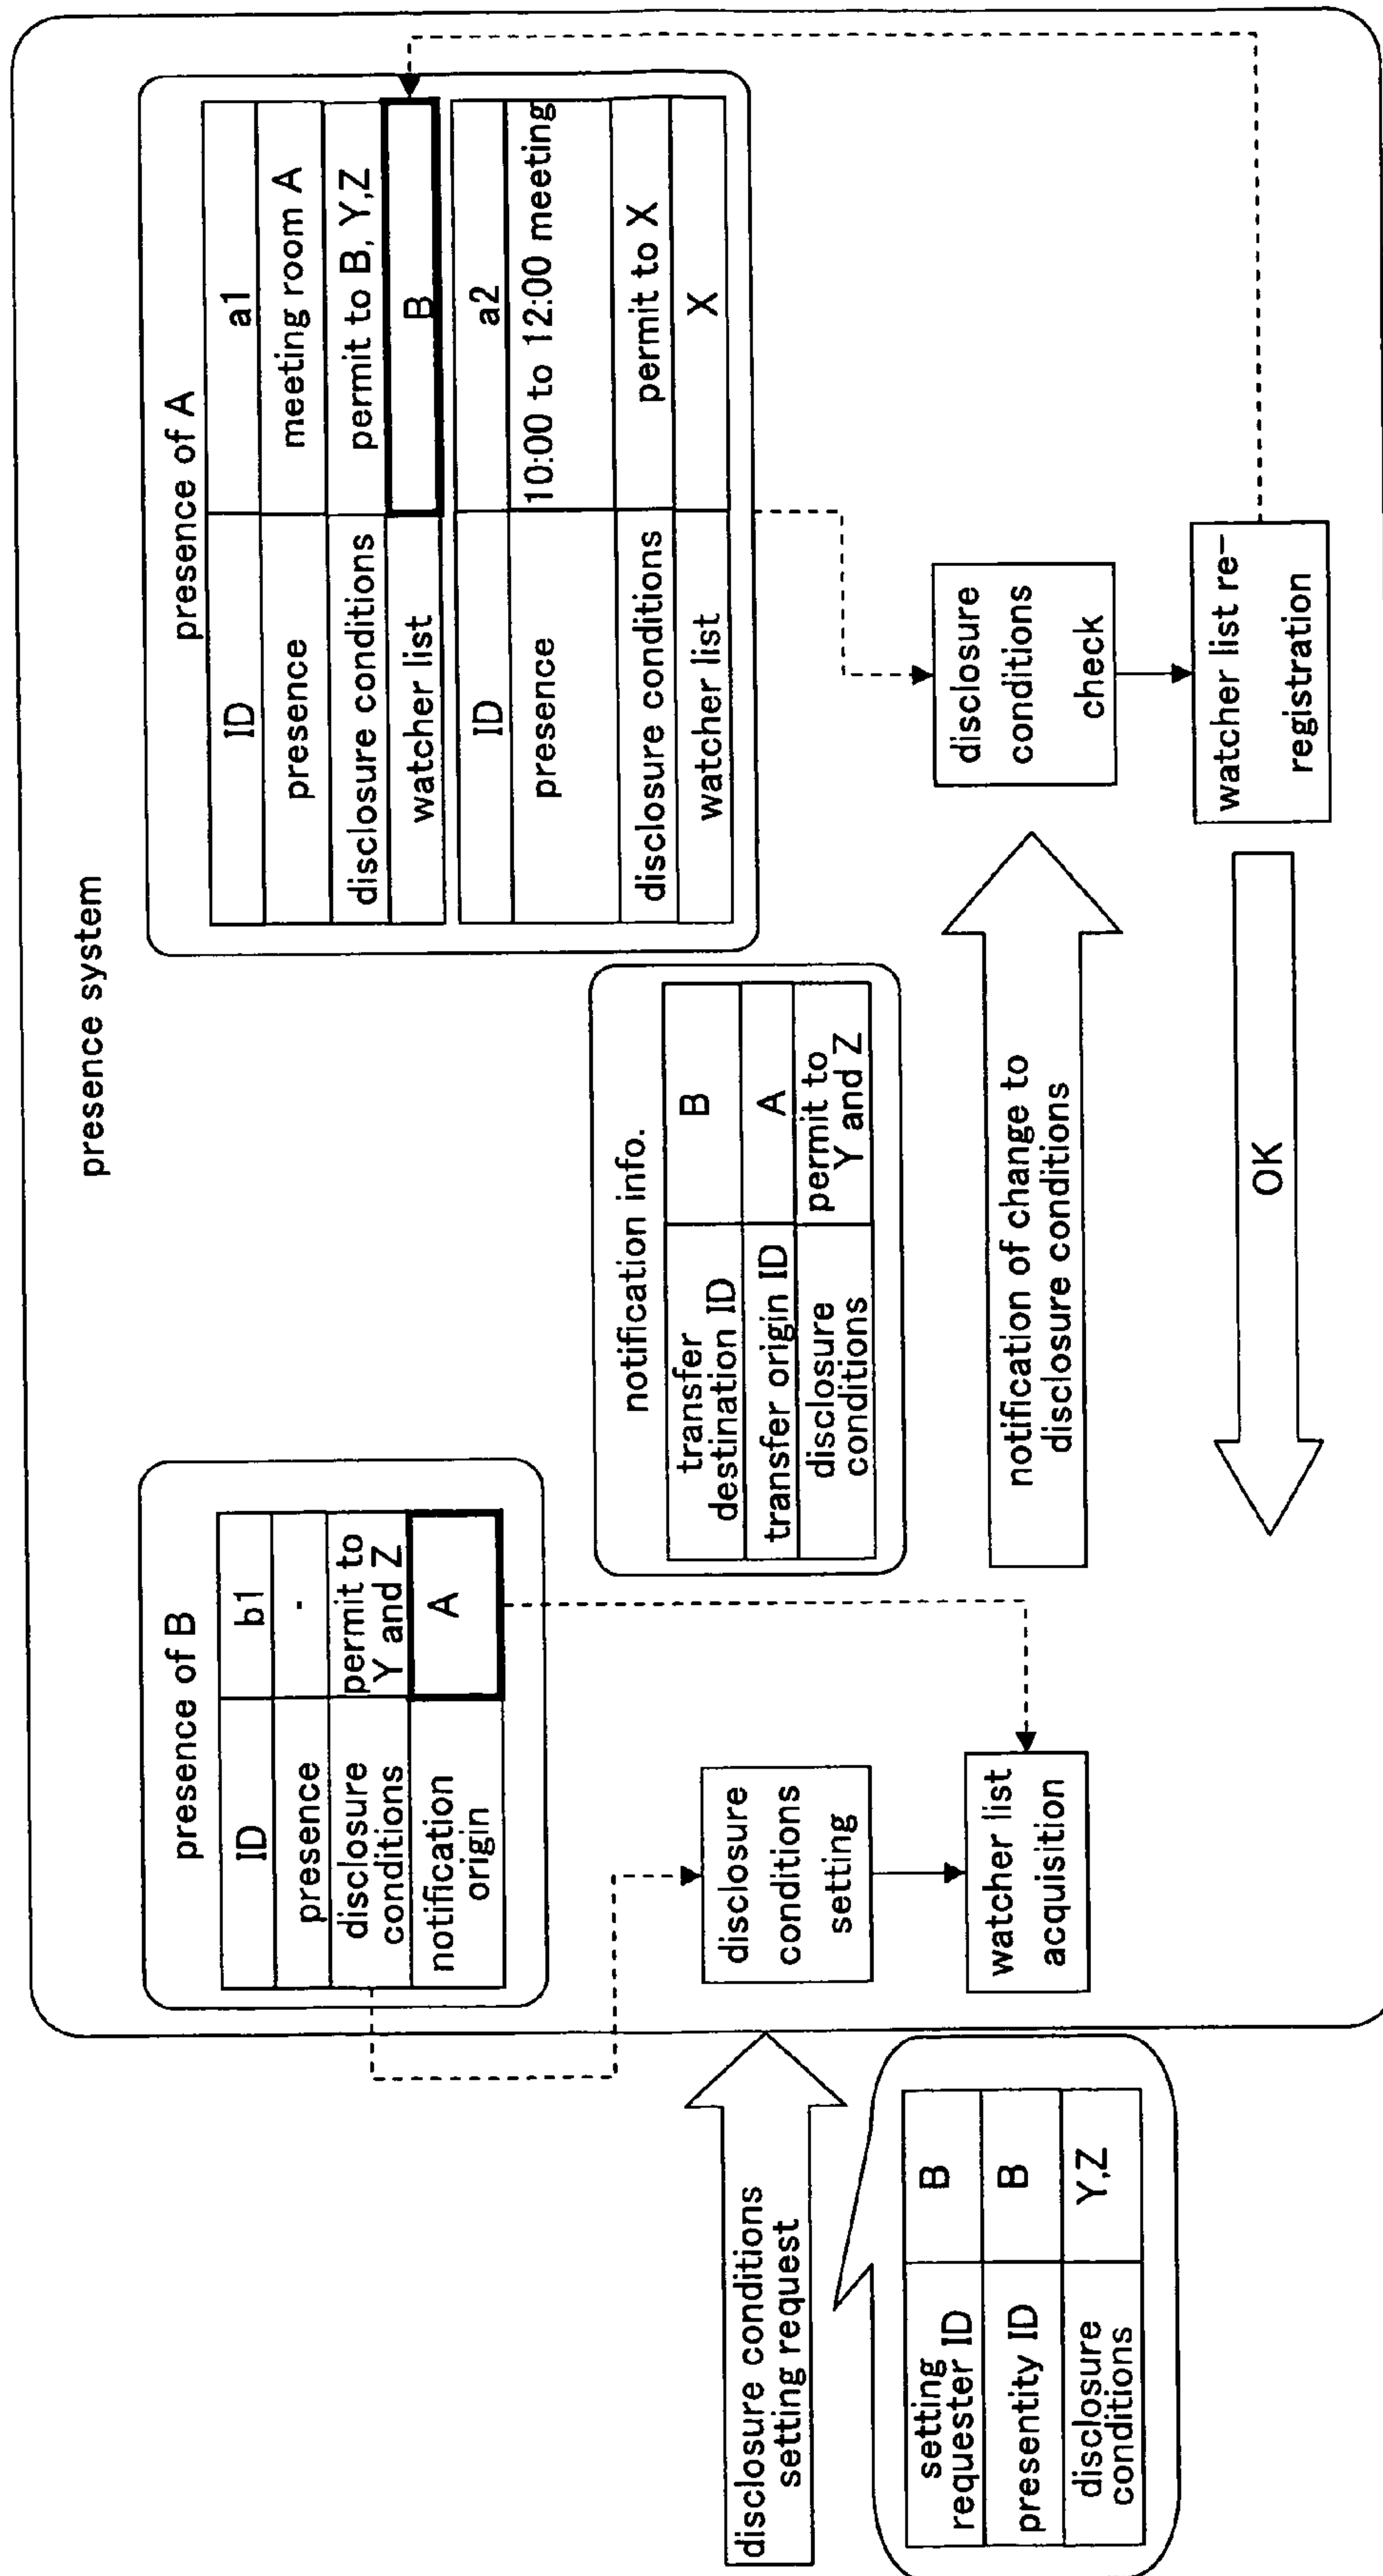 presence system
presence of B
ID b1
presence -
disclosure conditions permit to
Y and Z
notification origin A
presence of A
ID a1
presence meeting room A
disclosure conditions permit to B, Y,Z
watcher list B
ID a2
presence 10:00 to 12:00 meeting
disclosure conditions permit to X
watcher list X
notification info.
transfer
destination ID B
transfer origin ID A
disclosure
conditions permit to
Y and Z
disclosure conditions
setting request
setting
requester ID B
presentity ID B
disclosure
conditions Y,Z
disclosure
conditions
setting
watcher list
acquisition
notification of change to
disclosure conditions
disclosure
conditions
check
watcher list re-
registration
OK